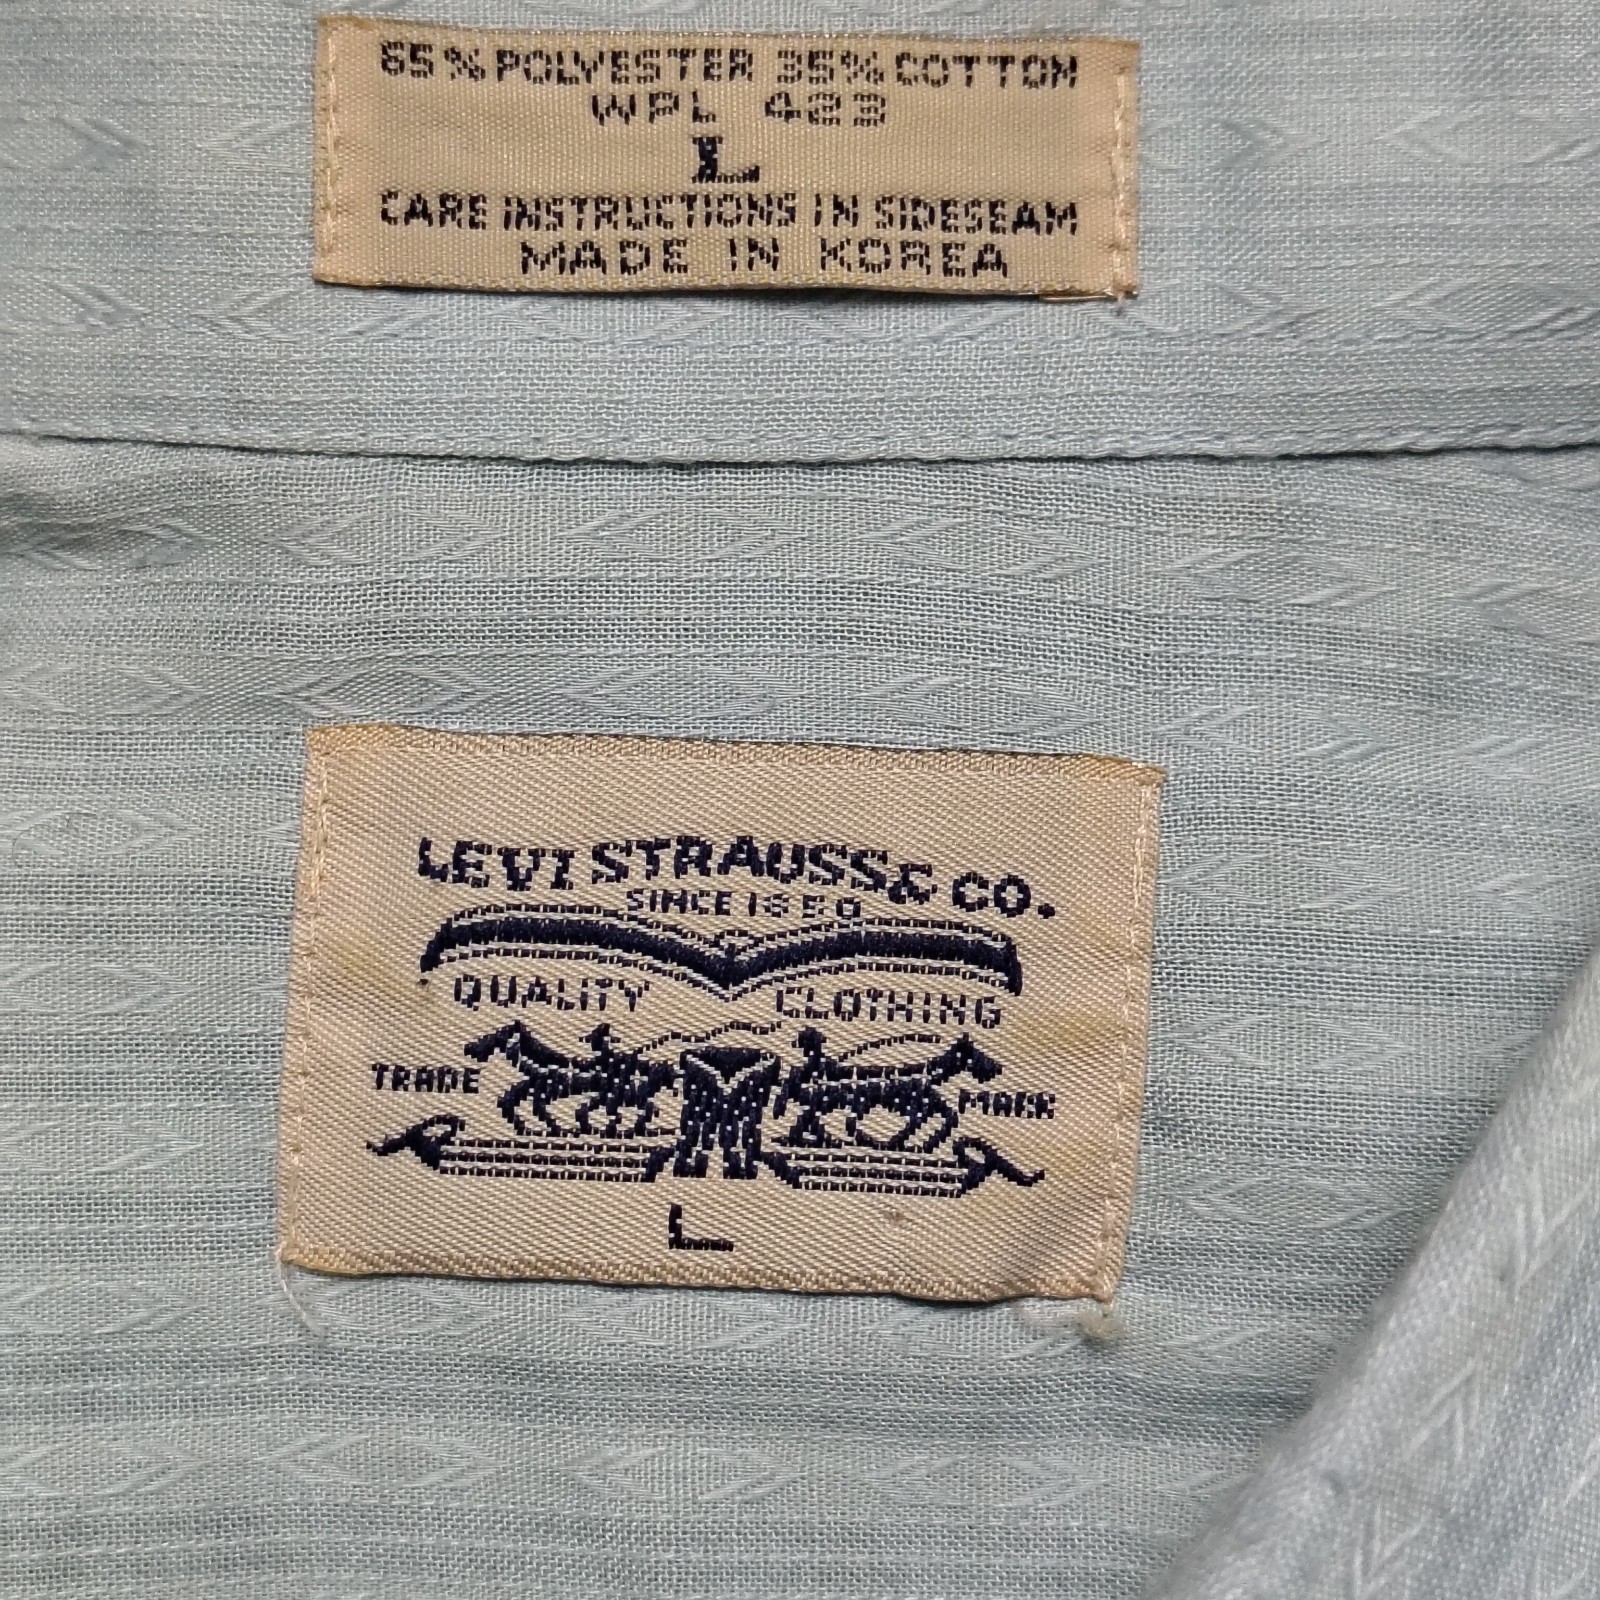 65% POLYESTER 35% COTTON
WPL 423
L
CARE INSTRUCTIONS IN SIDESEAM
MADE IN KOREA
LEVI STRAUSS & CO.
SINCE 1850
QUALITY CLOTHING
TRADE MARK
L